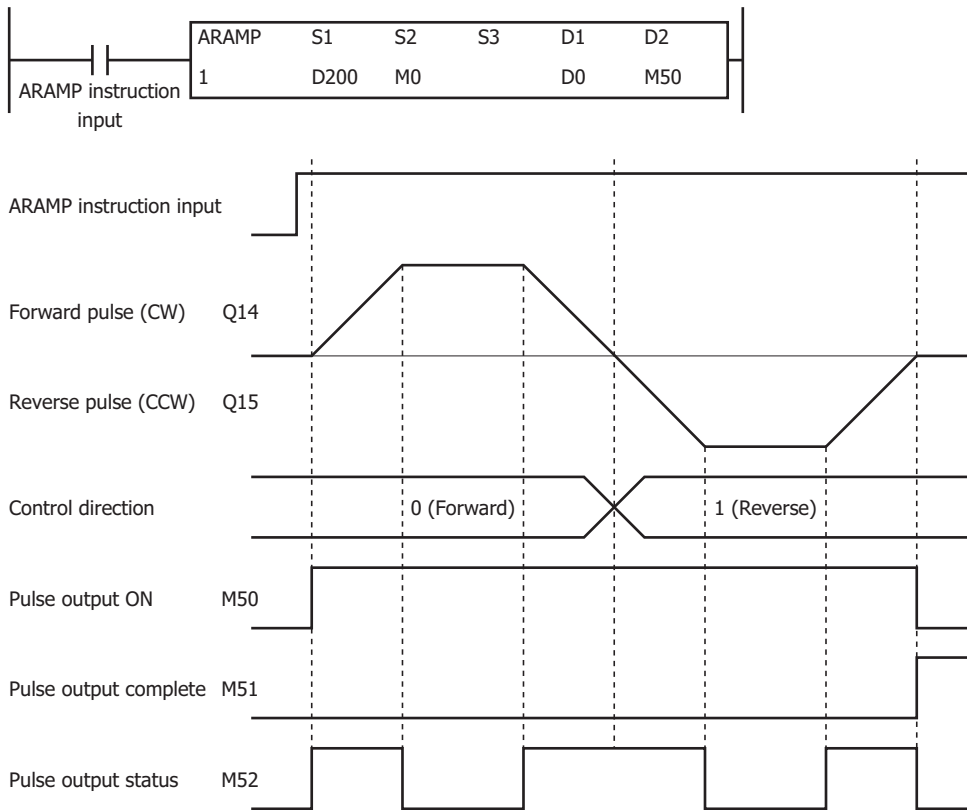 ARAMP S1 S2 S3 D1 D2
1 D200 M0 D0 M50
ARAMP instruction
input
ARAMP instruction input
Forward pulse (CW) Q14
Reverse pulse (CCW) Q15
Control direction 0 (Forward) 1 (Reverse)
Pulse output ON M50
Pulse output complete M51
Pulse output status M52